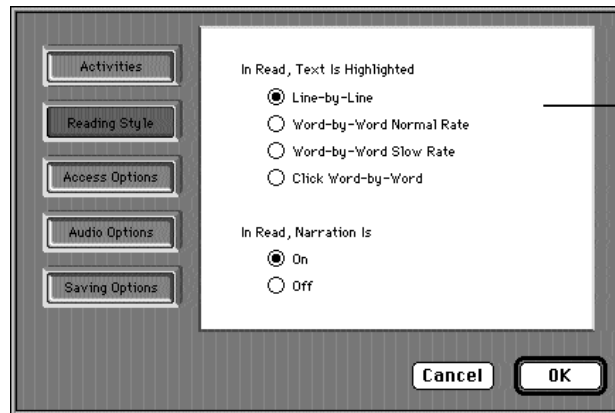 Activities
Reading Style
Access Options
Audio Options
Saving Options
In Read, Text Is Highlighted
Line-by-Line
Word-by-Word Normal Rate
Word-by-Word Slow Rate
Click Word-by-Word
In Read, Narration Is
On
Off
Cancel
OK